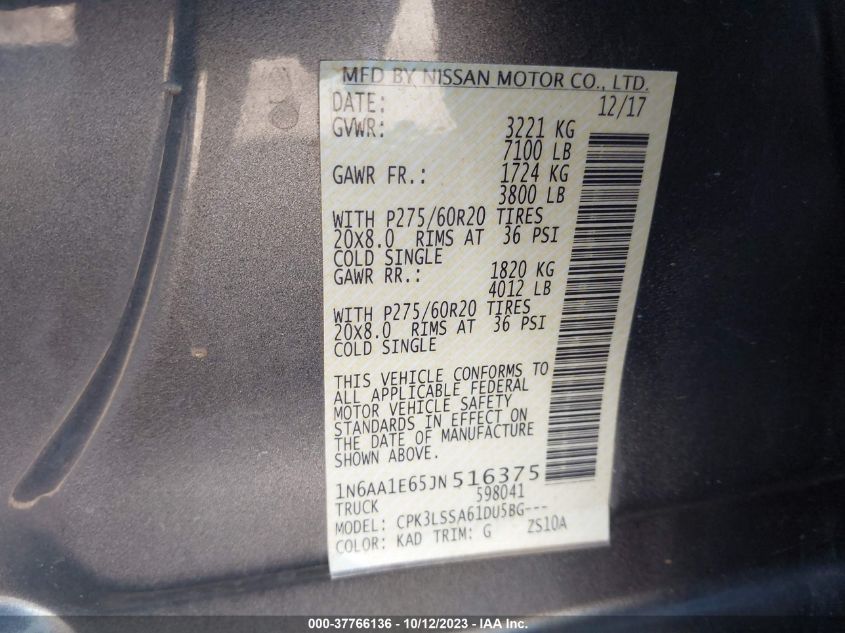 MFD BY NISSAN MOTOR CO., LTD.
DATE: 12/17
GVWR: 3221 KG
7100 LB
GAWR FR.: 1724 KG
3800 LB
WITH P275/60R20 TIRES
20X8.0 RIMS AT 36 PSI
COLD SINGLE
GAWR RR.: 1820 KG
4012 LB
WITH P275/60R20 TIRES
20X8.0 RIMS AT 36 PSI
COLD SINGLE
THIS VEHICLE CONFORMS TO
ALL APPLICABLE FEDERAL
MOTOR VEHICLE SAFETY
STANDARDS IN EFFECT ON
THE DATE OF MANUFACTURE
SHOWN ABOVE.
1N6AA1E65JN516375
TRUCK 598041
MODEL: CPK3LSSA61DU5BG---
COLOR: KAD TRIM: G ZS10A
000-37766136 - 10/12/2023 - IAA Inc.